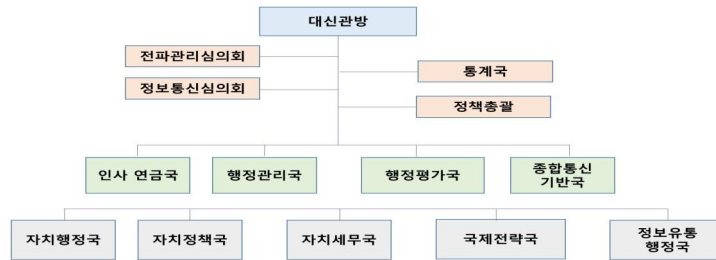 대신관방
전파관리심의회
통계국
정보통신심의회
정책총괄
인사 연금국
행정관리국
행정평가국
종합통신
기반국
자치행정국
자치정책국
자치세무국
국제전략국
정보유통
행정국